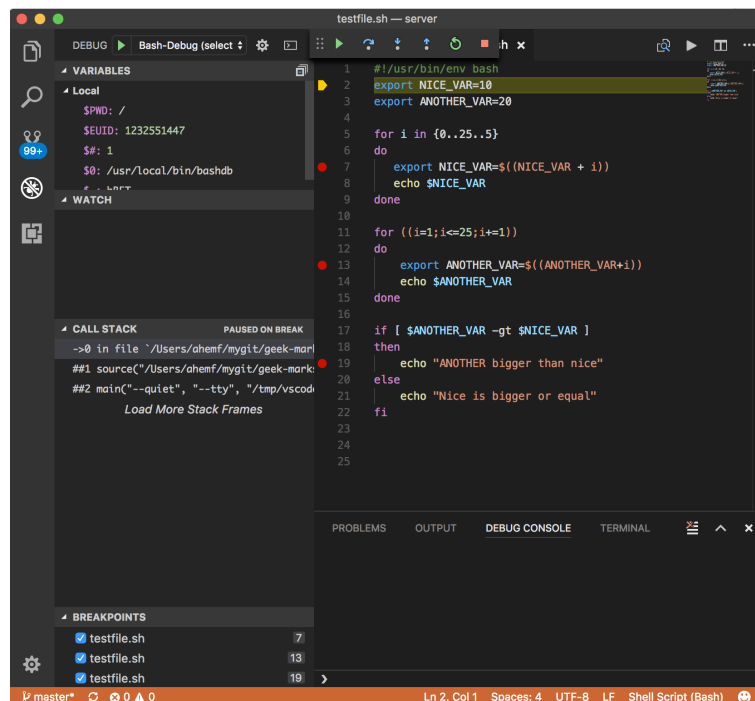 testfile.sh — server
DEBUG Bash-Debug (select
VARIABLES
Local
$PWD: /
$EUID: 1232551447
$#: 1
$0: /usr/local/bin/bashdb
WATCH
CALL STACK PAUSED ON BREAK
->0 in file `/Users/ahemf/mygit/geek-mar
##1 source("/Users/ahemf/mygit/geek-mark
##2 main("--quiet", "--tty", "/tmp/vscod
Load More Stack Frames
BREAKPOINTS
testfile.sh 7
testfile.sh 13
testfile.sh 19
99+
1 #!/usr/bin/env bash
2 export NICE_VAR=10
3 export ANOTHER_VAR=20
4
5 for i in {0..25..5}
6 do
7 export NICE_VAR=$((NICE_VAR + i))
8 echo $NICE_VAR
9 done
10
11 for ((i=1;i<=25;i+=1))
12 do
13 export ANOTHER_VAR=$((ANOTHER_VAR+i))
14 echo $ANOTHER_VAR
15 done
16
17 if [ $ANOTHER_VAR -gt $NICE_VAR ]
18 then
19 echo "ANOTHER bigger than nice"
20 else
21 echo "Nice is bigger or equal"
22 fi
23
24
25
PROBLEMS OUTPUT DEBUG CONSOLE TERMINAL
master* 0 0 Ln 2, Col 1 Spaces: 4 UTF-8 LF Shell Script (Bash)